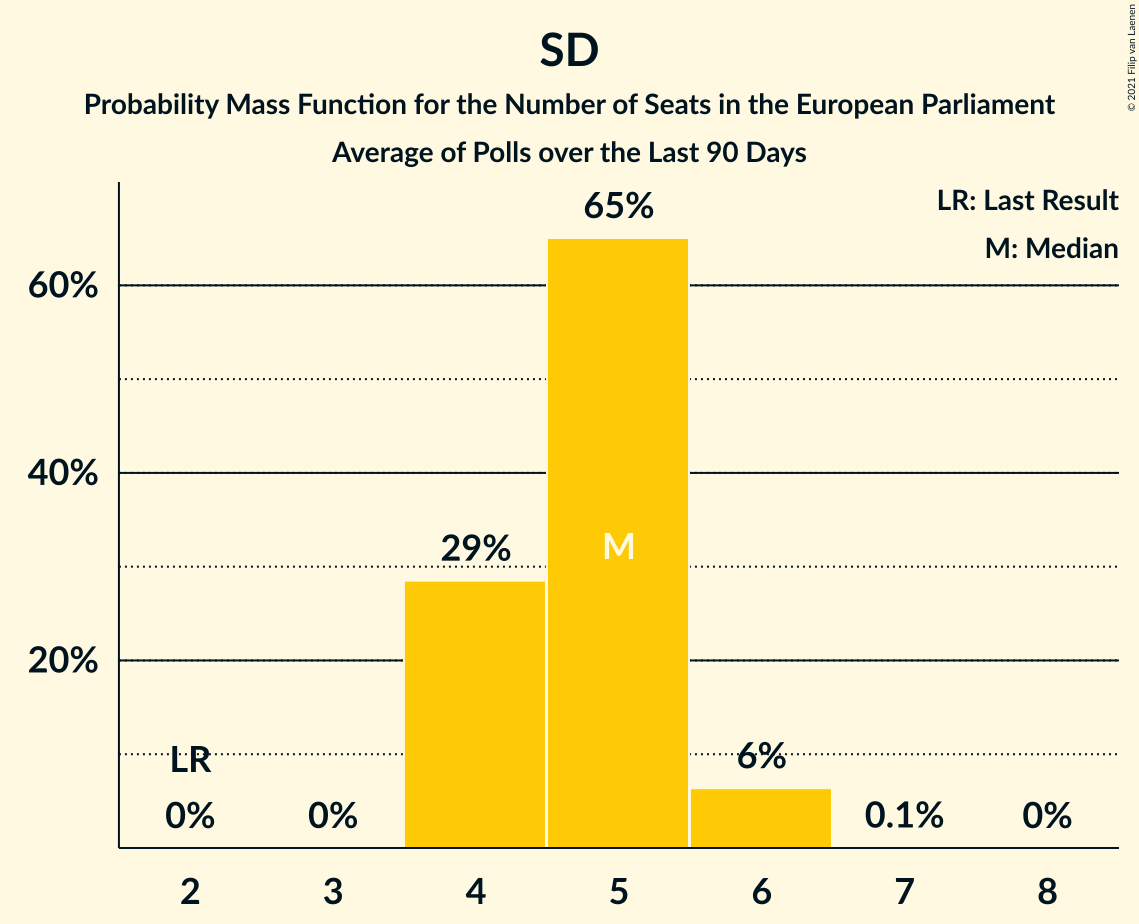 SD
Probability Mass Function for the Number of Seats in the European Parliament
Average of Polls over the Last 90 Days
© 2021 Filip van Laenen
LR: Last Result
M: Median
65%
60%
40%
29%
M
20%
LR
6%
0%
0%
0.1%
0%
2
3
4
5
6
7
8